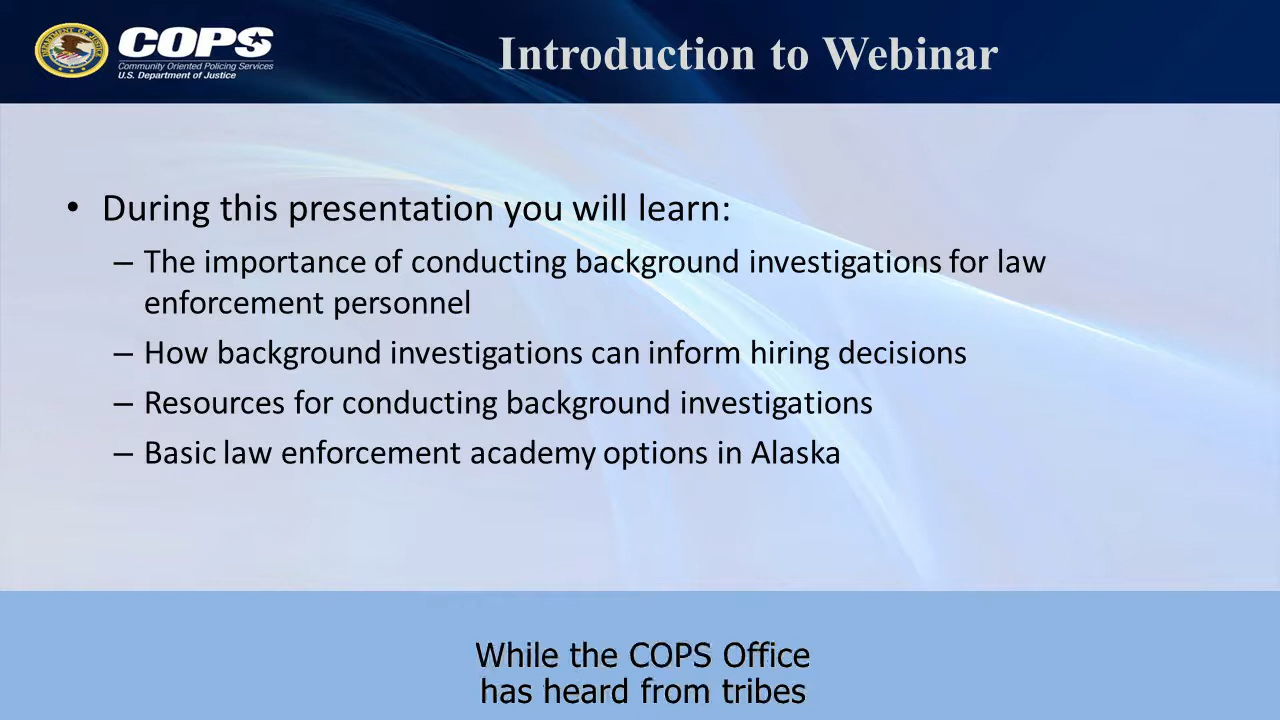 COPS
Community Oriented Policing Services
U.S. Department of Justice
Introduction to Webinar
• During this presentation you will learn:
– The importance of conducting background investigations for law
enforcement personnel
– How background investigations can inform hiring decisions
– Resources for conducting background investigations
– Basic law enforcement academy options in Alaska
While the COPS Office
has heard from tribes